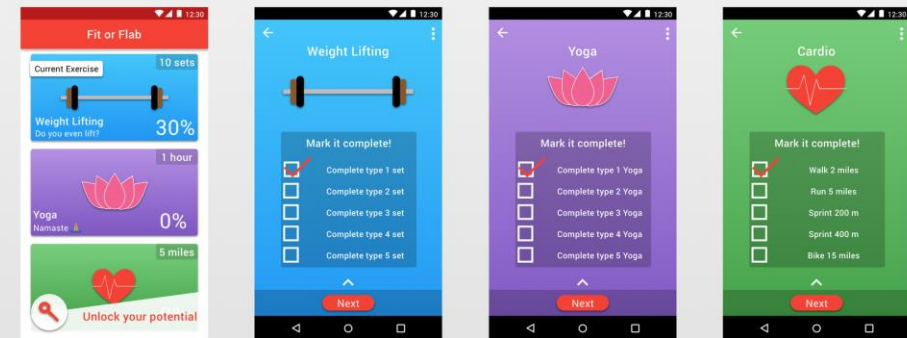 12:30
Fit or Flab
Current Exercise
10 sets
Weight Lifting
Do you even lift?
30%
1 hour
Yoga
Namaste
0%
5 miles
Unlock your potential
12:30
Weight Lifting
Mark it complete!
Complete type 1 set
Complete type 2 set
Complete type 3 set
Complete type 4 set
Complete type 5 set
Next
12:30
Yoga
Mark it complete!
Complete type 1 Yoga
Complete type 2 Yoga
Complete type 3 Yoga
Complete type 4 Yoga
Complete type 5 Yoga
Next
12:30
Cardio
Mark it complete!
Walk 2 miles
Run 5 miles
Sprint 200 m
Sprint 400 m
Bike 15 miles
Next